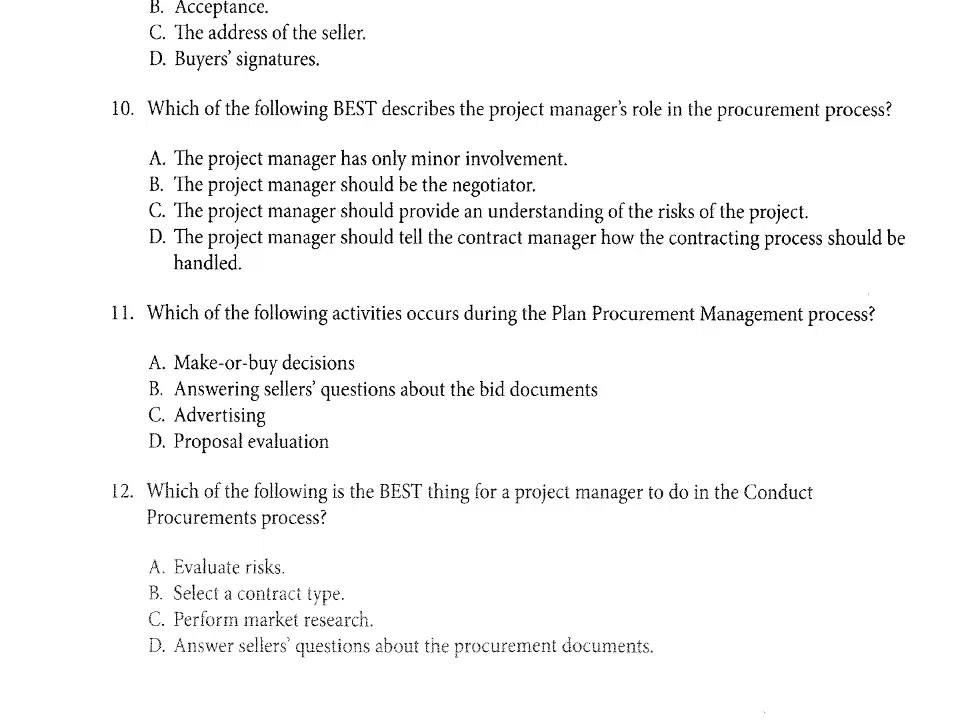 B. Acceptance.
C. The address of the seller.
D. Buyers’ signatures.
10. Which of the following BEST describes the project manager’s role in the procurement process?
A. The project manager has only minor involvement.
B. The project manager should be the negotiator.
C. The project manager should provide an understanding of the risks of the project.
D. The project manager should tell the contract manager how the contracting process should be
handled.
11. Which of the following activities occurs during the Plan Procurement Management process?
A. Make-or-buy decisions
B. Answering sellers’ questions about the bid documents
C. Advertising
D. Proposal evaluation
12. Which of the following is the BEST thing for a project manager to do in the Conduct
Procurements process?
A. Evaluate risks.
B. Select a contract type.
C. Perform market research.
D. Answer sellers’ questions about the procurement documents.